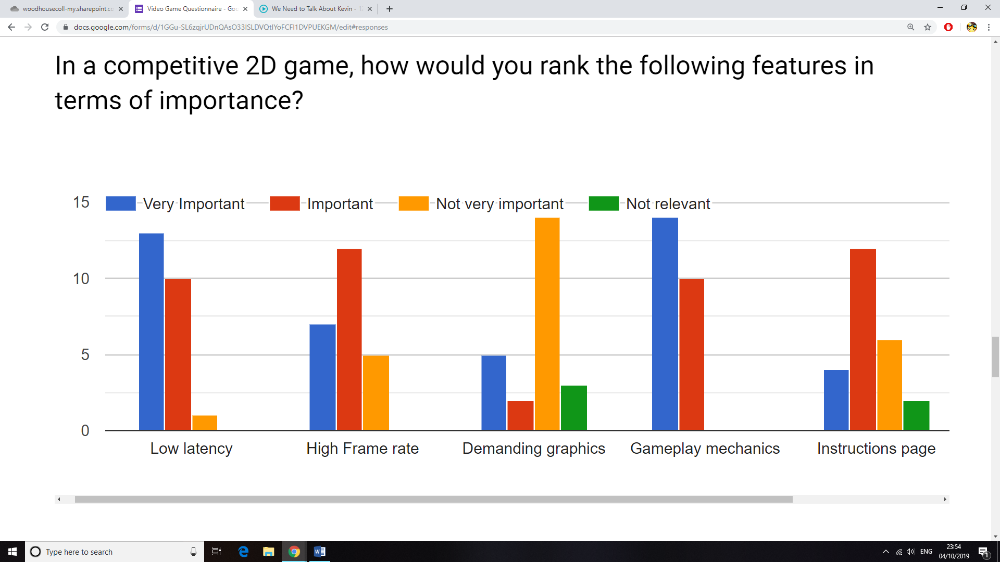 woodhousecoll-my.sharepoint.co
Video Game Questionnaire - Goo
We Need to Talk About Kevin - 1
docs.google.com/forms/d/1GGu-SL6zqjrUDnQAsO33ISLDVQtIYoFCFI1DVPUEKGM/edit#responses
In a competitive 2D game, how would you rank the following features in
terms of importance?
15
Very Important
Important
Not very important
Not relevant
10
5
0
Low latency
High Frame rate
Demanding graphics
Gameplay mechanics
Instructions page
Type here to search
ENG
23:54
04/10/2019
1